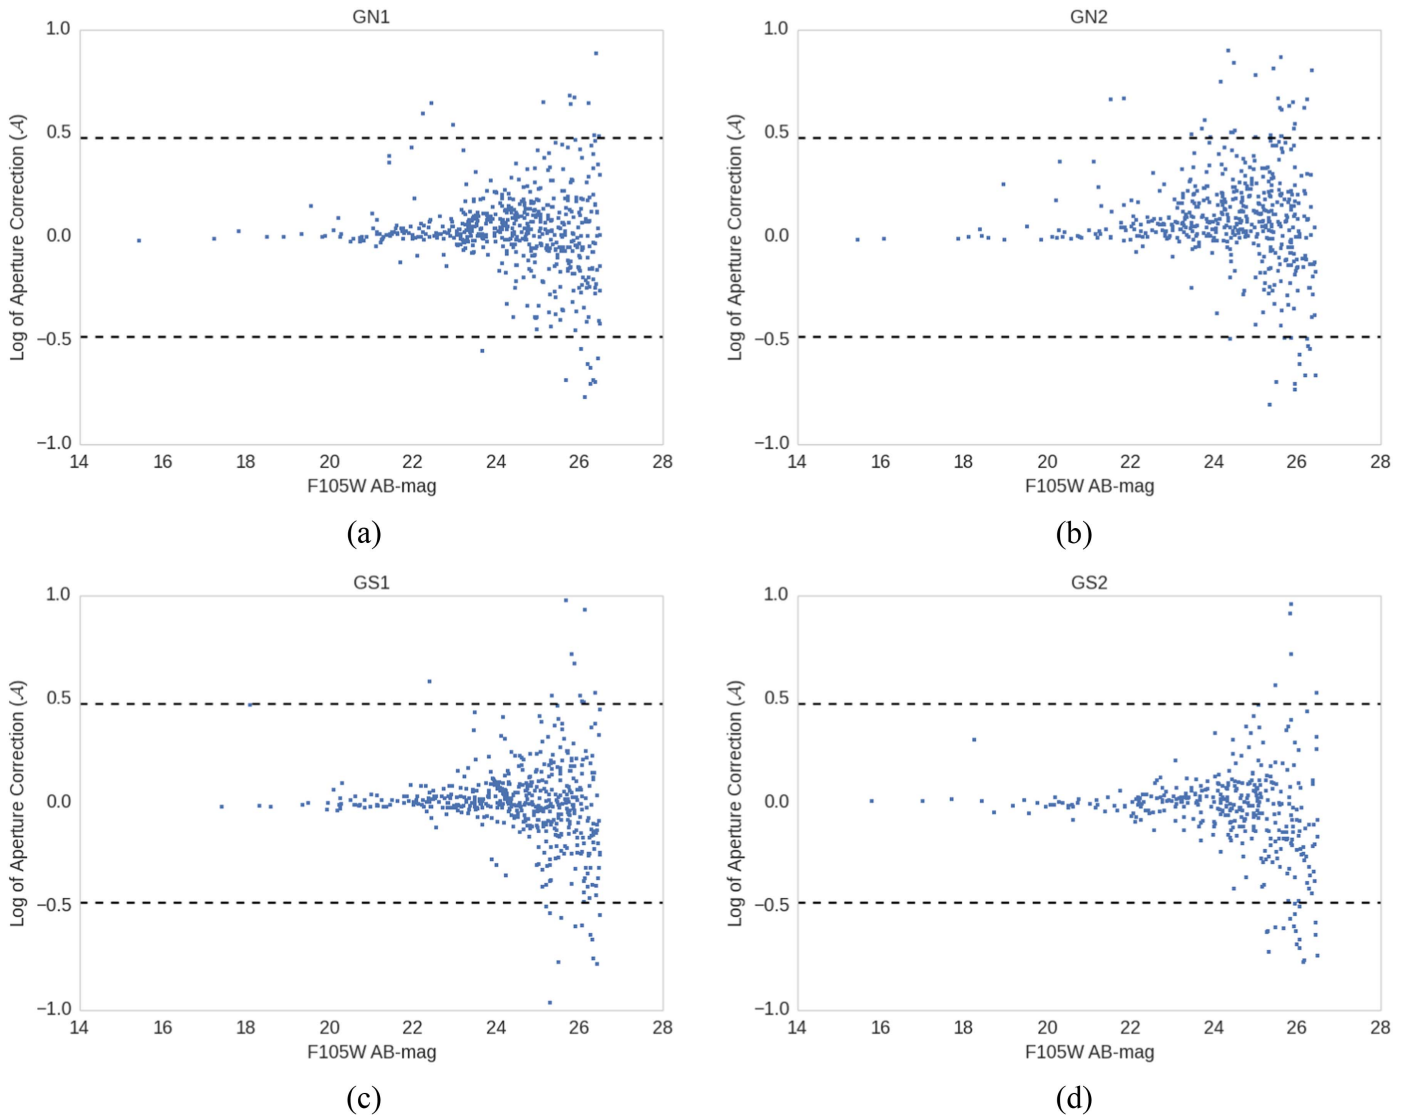 GN1
1.0
0.5
0.0
−0.5
−1.0
Log of Aperture Correction (𝒜)
14 16 18 20 22 24 26 28
F105W AB-mag
(a)
GN2
1.0
0.5
0.0
−0.5
−1.0
Log of Aperture Correction (𝒜)
14 16 18 20 22 24 26 28
F105W AB-mag
(b)
GS1
1.0
0.5
0.0
−0.5
−1.0
Log of Aperture Correction (𝒜)
14 16 18 20 22 24 26 28
F105W AB-mag
(c)
GS2
1.0
0.5
0.0
−0.5
−1.0
Log of Aperture Correction (𝒜)
14 16 18 20 22 24 26 28
F105W AB-mag
(d)